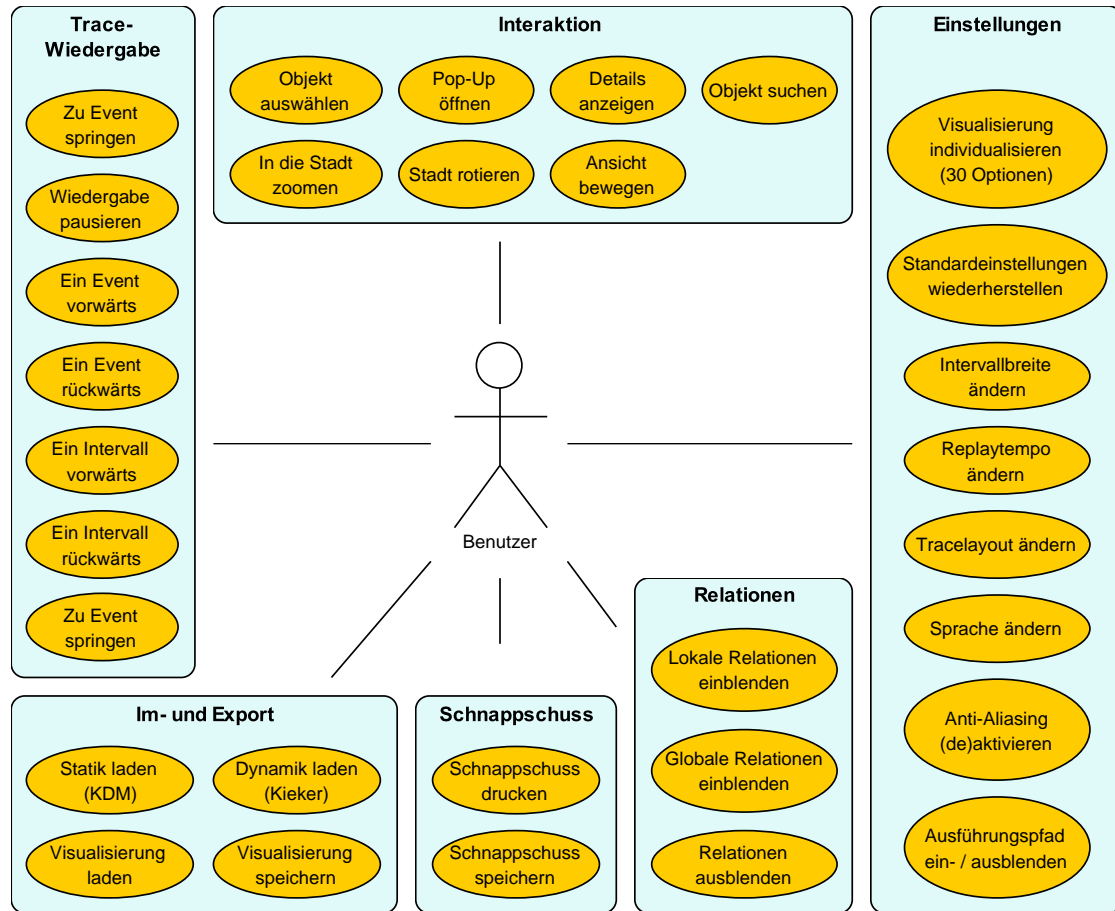 Trace-
Wiedergabe
Zu Event
springen
Wiedergabe
pausieren
Ein Event
vorwärts
Ein Event
rückwärts
Ein Intervall
vorwärts
Ein Intervall
rückwärts
Zu Event
springen
Interaktion
Objekt
auswählen
Pop-Up
öffnen
Details
anzeigen
Objekt suchen
In die Stadt
zoomen
Stadt rotieren
Ansicht
bewegen
Einstellungen
Visualisierung
individualisieren
(30 Optionen)
Standardeinstellungen
wiederherstellen
Intervallbreite
ändern
Replaytempo
ändern
Tracelayout ändern
Sprache ändern
Anti-Aliasing
(de)aktivieren
Ausführungspfad
ein- / ausblenden
Benutzer
Im- und Export
Statik laden
(KDM)
Dynamik laden
(Kieker)
Visualisierung
laden
Visualisierung
speichern
Schnappschuss
Schnappschuss
drucken
Schnappschuss
speichern
Relationen
Lokale Relationen
einblenden
Globale Relationen
einblenden
Relationen
ausblenden